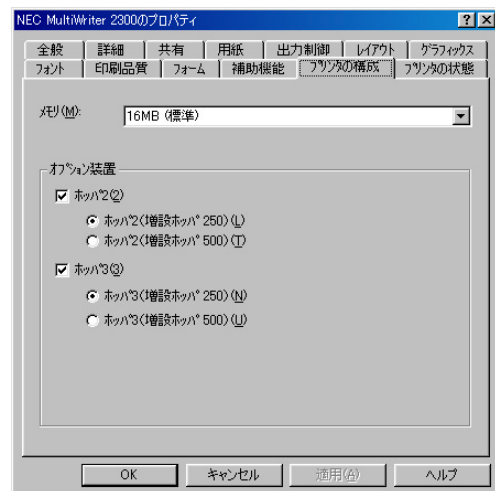 NEC MultiWriter 2300のプロパティ
全般 詳細 共有 用紙 出力制御 レイアウト グラフィックス
フォント 印刷品質 フォーム 補助機能 プリンタの構成 プリンタの状態
メモリ(M): 16MB (標準)
オプション装置
ホッパ2(2)
ホッパ2(増設ホッパ250)(L)
ホッパ2(増設ホッパ500)(T)
ホッパ3(3)
ホッパ3(増設ホッパ250)(N)
ホッパ3(増設ホッパ500)(U)
OK キャンセル 適用(A) ヘルプ